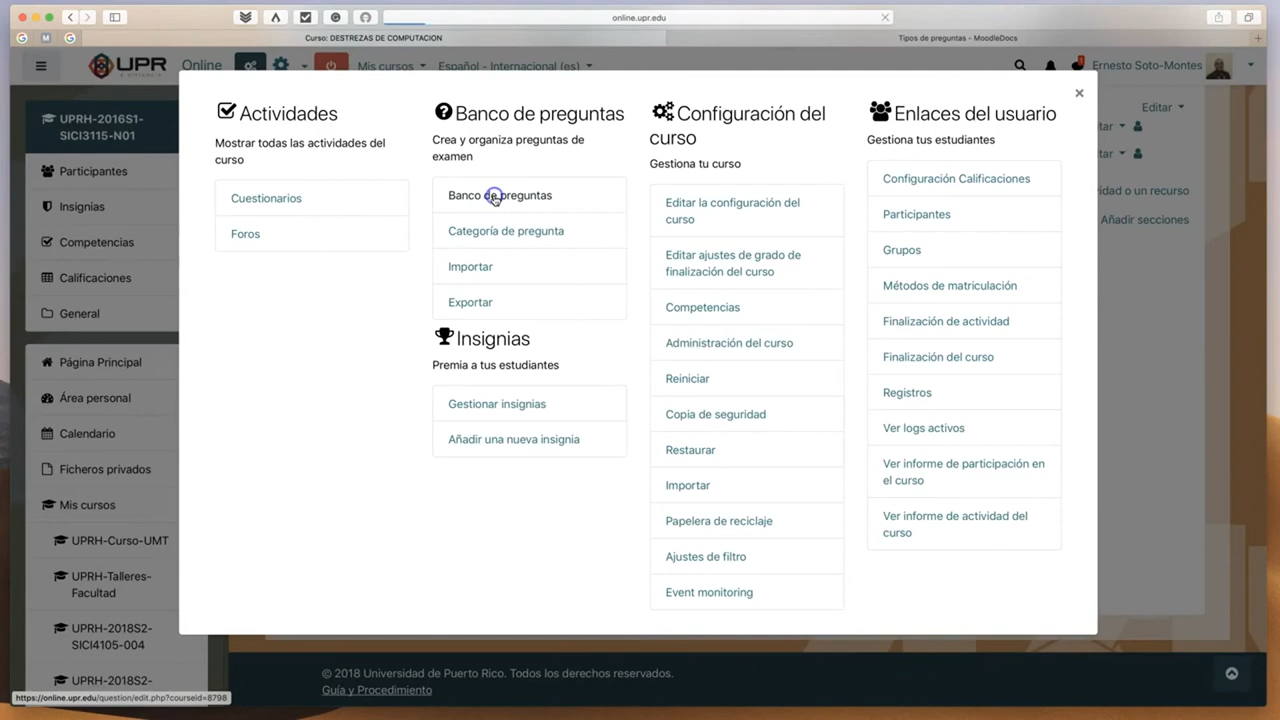 online.upr.edu
Curso: DESTREZAS DE COMPUTACION
Tipos de preguntas - MoodleDocs
UPR Online
Mis cursos
Español - Internacional (es)
Ernesto Soto-Montes
UPRH-2016S1-
SICI3115-N01
Participantes
Insignias
Competencias
Calificaciones
General
Página Principal
Área personal
Calendario
Ficheros privados
Mis cursos
UPRH-Curso-UMT
UPRH-Talleres-
Facultad
UPRH-2018S2-
SICI4105-004
UPRH-2018S2-
https://online.upr.edu/question/edit.php?courseid=8798
Actividades
Mostrar todas las actividades del
curso
Cuestionarios
Foros
Banco de preguntas
Crea y organiza preguntas de
examen
Banco de preguntas
Categoría de pregunta
Importar
Exportar
Insignias
Premia a tus estudiantes
Gestionar insignias
Añadir una nueva insignia
Configuración del
curso
Gestiona tu curso
Editar la configuración del
curso
Editar ajustes de grado de
finalización del curso
Competencias
Administración del curso
Reiniciar
Copia de seguridad
Restaurar
Importar
Papelera de reciclaje
Ajustes de filtro
Event monitoring
Enlaces del usuario
Gestiona tus estudiantes
Configuración Calificaciones
Participantes
Grupos
Métodos de matriculación
Finalización de actividad
Finalización del curso
Registros
Ver logs activos
Ver informe de participación en
el curso
Ver informe de actividad del
curso
Editar
tar
tar
idad o un recurso
Añadir secciones
© 2018 Universidad de Puerto Rico. Todos los derechos reservados.
Guía y Procedimiento